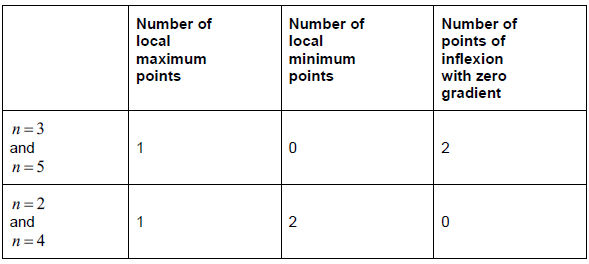 Number of
local
maximum
points
Number of
local
minimum
points
Number of
points of
inflexion
with zero
gradient
n = 3
and
n = 5
1
0
2
n = 2
and
n = 4
1
2
0